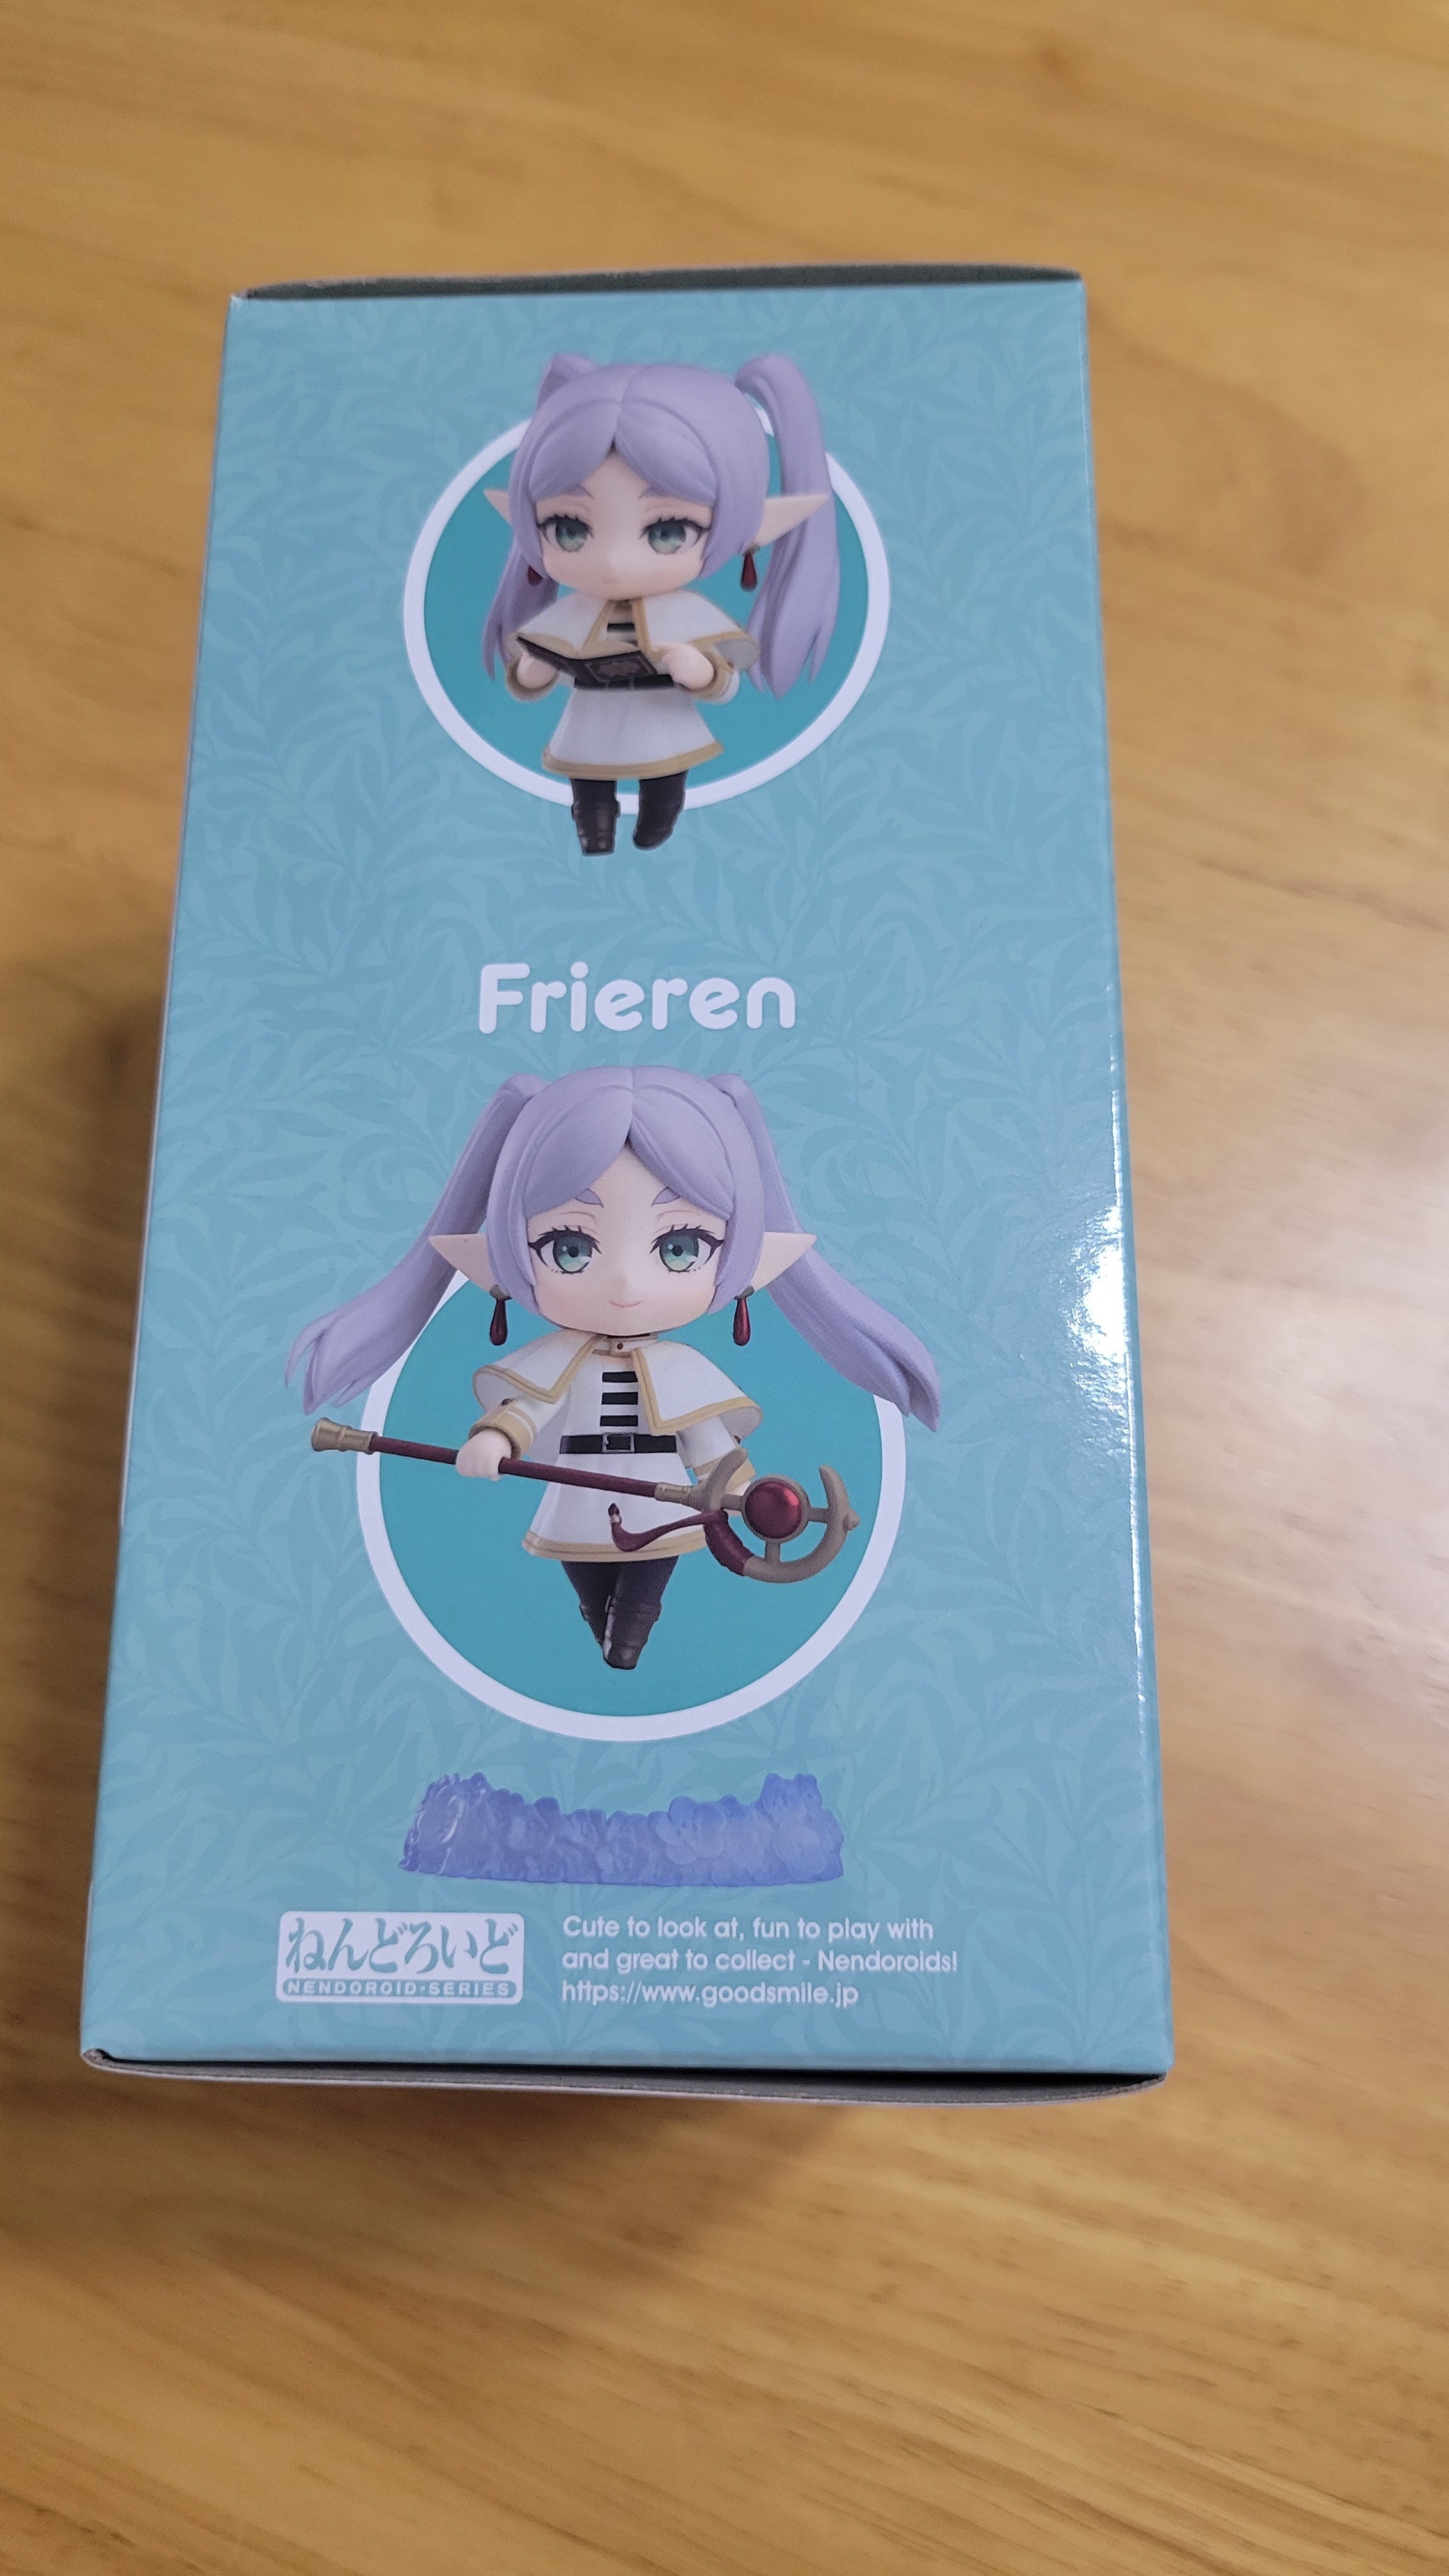 Frieren
ねんどろいど
NENDOROID·SERIES
Cute to look at, fun to play with
and great to collect - Nendoroids!
https://www.goodsmile.jp